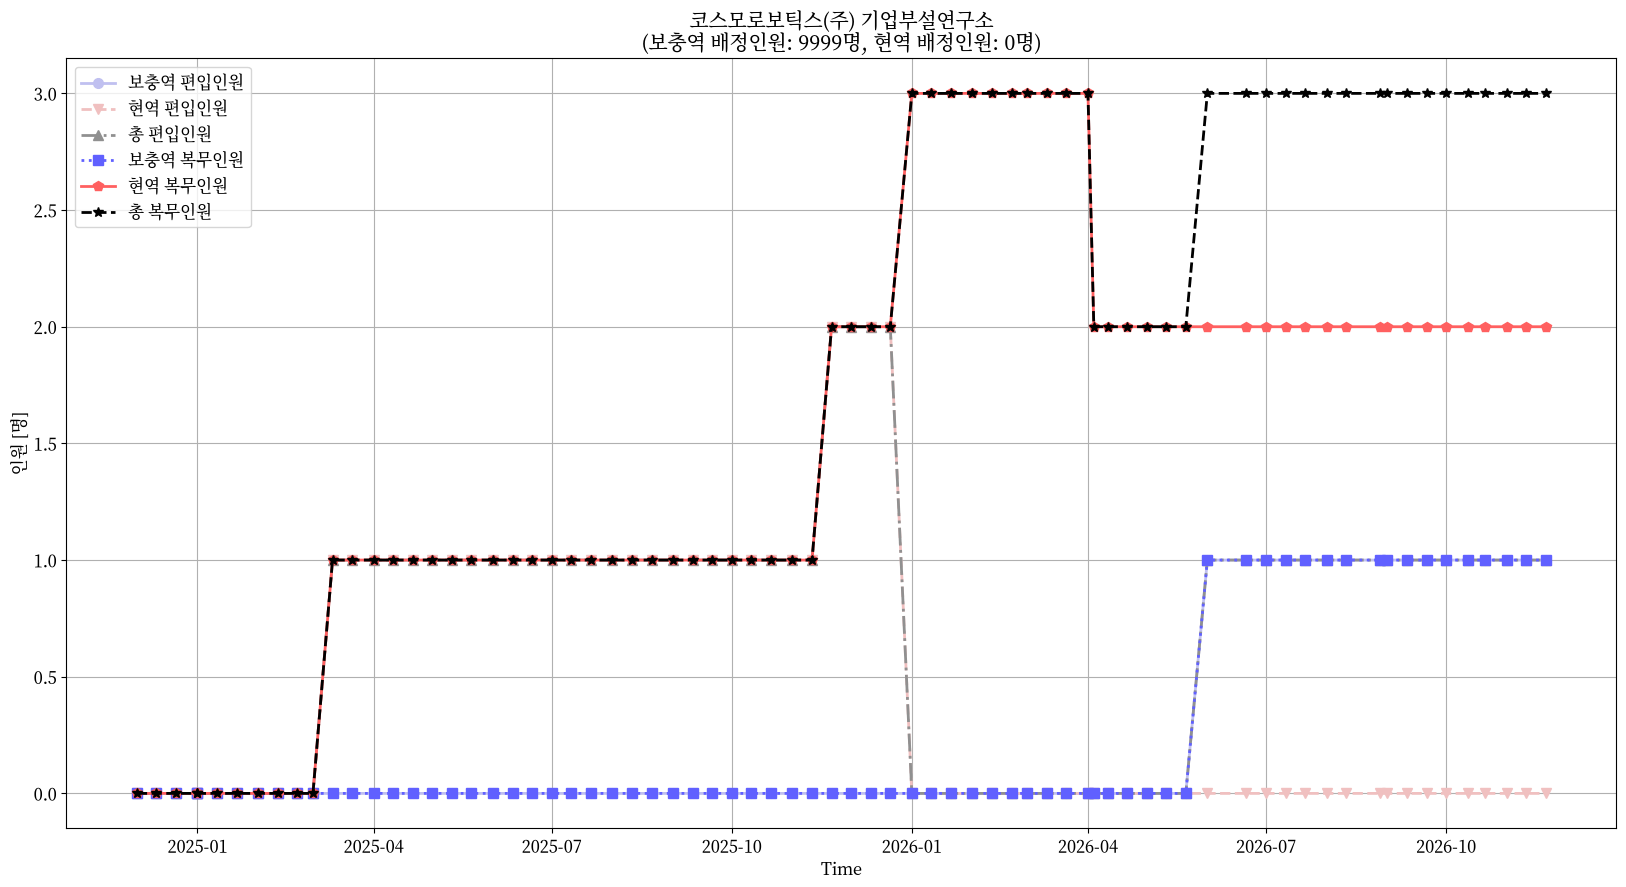 코스모로보틱스(주) 기업부설연구소
(보충역 배정인원: 9999명, 현역 배정인원: 0명)
보충역 편입인원
현역 편입인원
총 편입인원
보충역 복무인원
현역 복무인원
총 복무인원
인원 [명]
3.0
2.5
2.0
1.5
1.0
0.5
0.0
2025-01
2025-04
2025-07
2025-10
2026-01
2026-04
2026-07
2026-10
Time